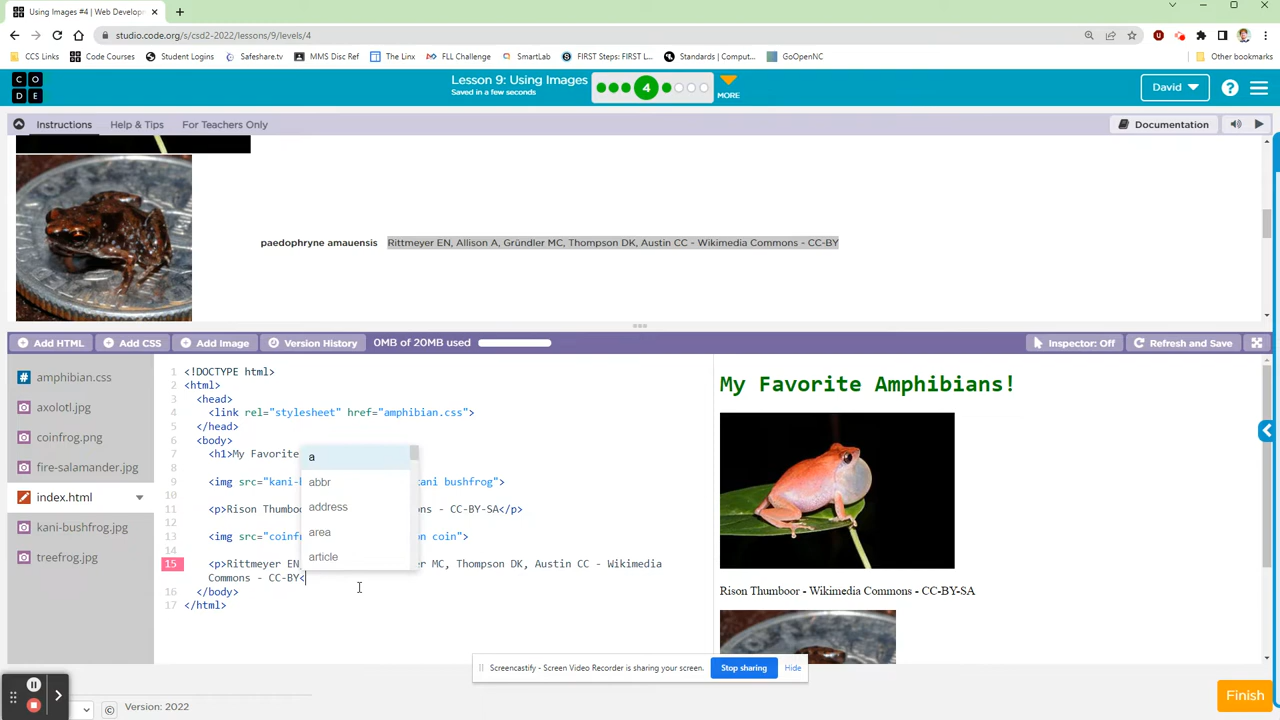 Using Images #4 | Web Develop
studio.code.org/csd2-2022/lessons/9/levels/4
CCS Links Code Courses Student Logins Safeshare.tv MMS Disc Ref The Linx FLL Challenge SmartLab FIRST Steps: FIRST L... Standards | Comput... GoOpenNC Other bookmarks
CO
DE
Lesson 9: Using Images
Saved in a few seconds
4
MORE
David
Instructions Help & Tips For Teachers Only Documentation
paedophryne amauensis Rittmeyer EN, Allison A, Gründler MC, Thompson DK, Austin CC - Wikimedia Commons - CC-BY
Add HTML Add CSS Add Image Version History 0MB of 20MB used Inspector: Off Refresh and Save
amphibian.css
axolotl.jpg
coinfrog.png
fire-salamander.jpg
index.html
kani-bushfrog.jpg
treefrog.jpg
1 <!DOCTYPE html>
2 <html>
3 <head>
4 <link rel="stylesheet" href="amphibian.css">
5 </head>
6 <body>
7 <h1>My Favorite
8
9 <img src="kani-b kani bushfrog">
10
11 <p>Rison Thumboo ns - CC-BY-SA</p>
12
13 <img src="coinf on coin">
14
15 <p>Rittmeyer EN, er MC, Thompson DK, Austin CC - Wikimedia
Commons - CC-BY<
16 </body>
17 </html>
a
abbr
address
area
article
My Favorite Amphibians!
Rison Thumboor - Wikimedia Commons - CC-BY-SA
Screencastify - Screen Video Recorder is sharing your screen. Stop sharing Hide
Finish
Version: 2022